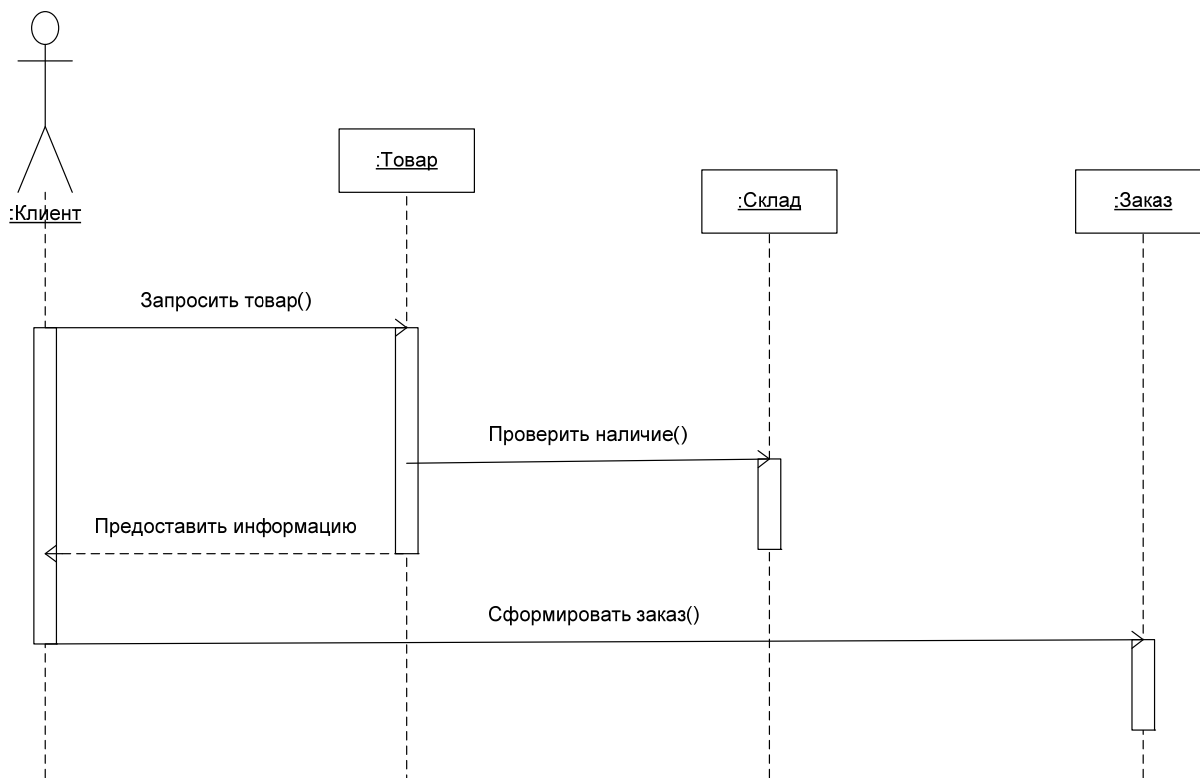 :Товар
:Склад
:Заказ
:Клиент
Запросить товар()
Проверить наличие()
Предоставить информацию
Сформировать заказ()